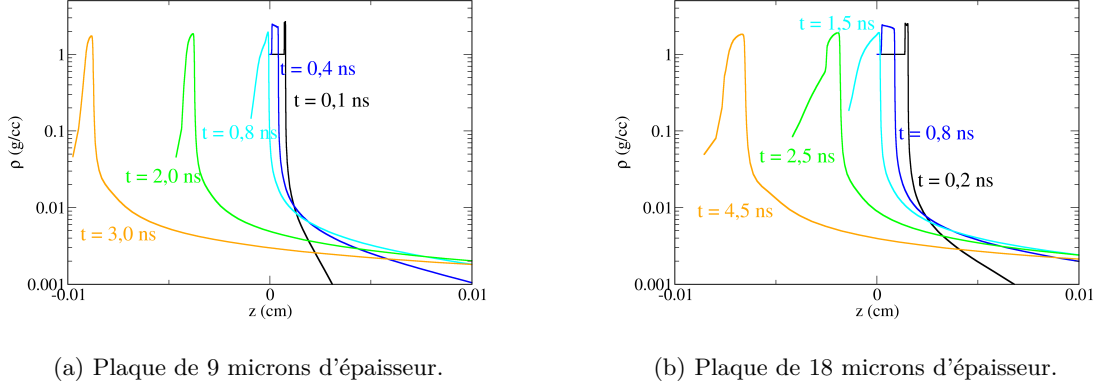 1
0.1
0.01
0.001
ρ (g/cc)
t = 0,4 ns
t = 0,1 ns
t = 0,8 ns
t = 2,0 ns
t = 3,0 ns
-0.01
0
0.01
z (cm)
(a) Plaque de 9 microns d'épaisseur.
1
0.1
0.01
0.001
ρ (g/cc)
t = 1,5 ns
t = 0,8 ns
t = 2,5 ns
t = 0,2 ns
t = 4,5 ns
-0.01
0
0.01
z (cm)
(b) Plaque de 18 microns d'épaisseur.